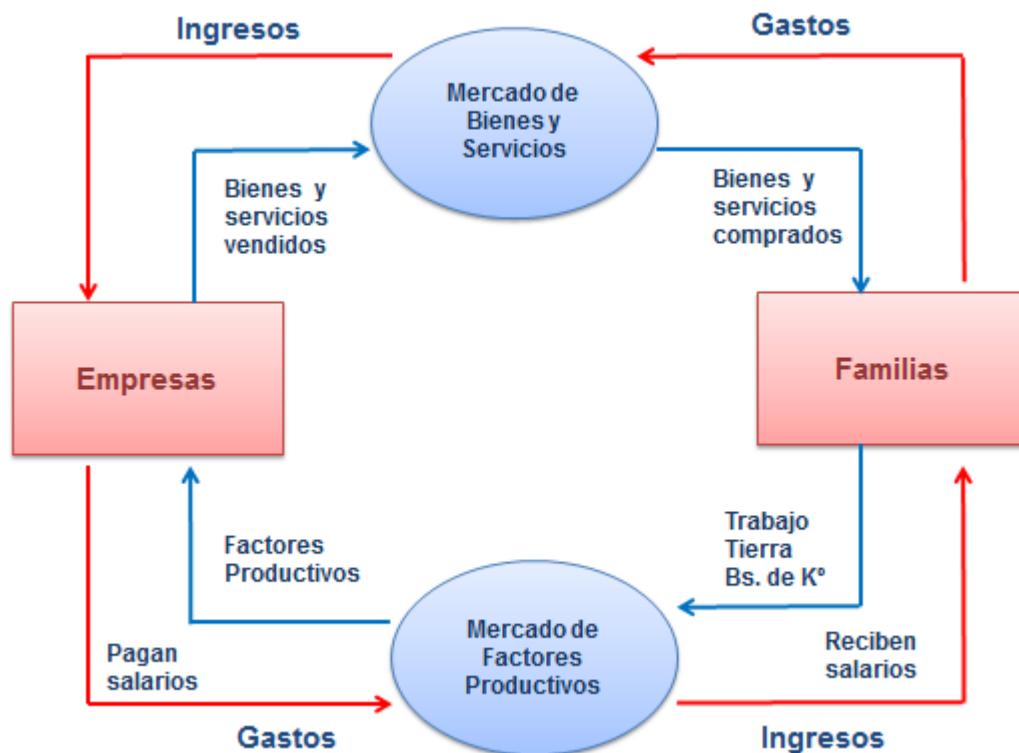 Ingresos
Gastos
Mercado de
Bienes y
Servicios
Bienes y
servicios
vendidos
Bienes y
servicios
comprados
Empresas
Familias
Factores
Productivos
Trabajo
Tierra
Bs. de Kº
Mercado de
Factores
Productivos
Pagan
salarios
Reciben
salarios
Gastos
Ingresos